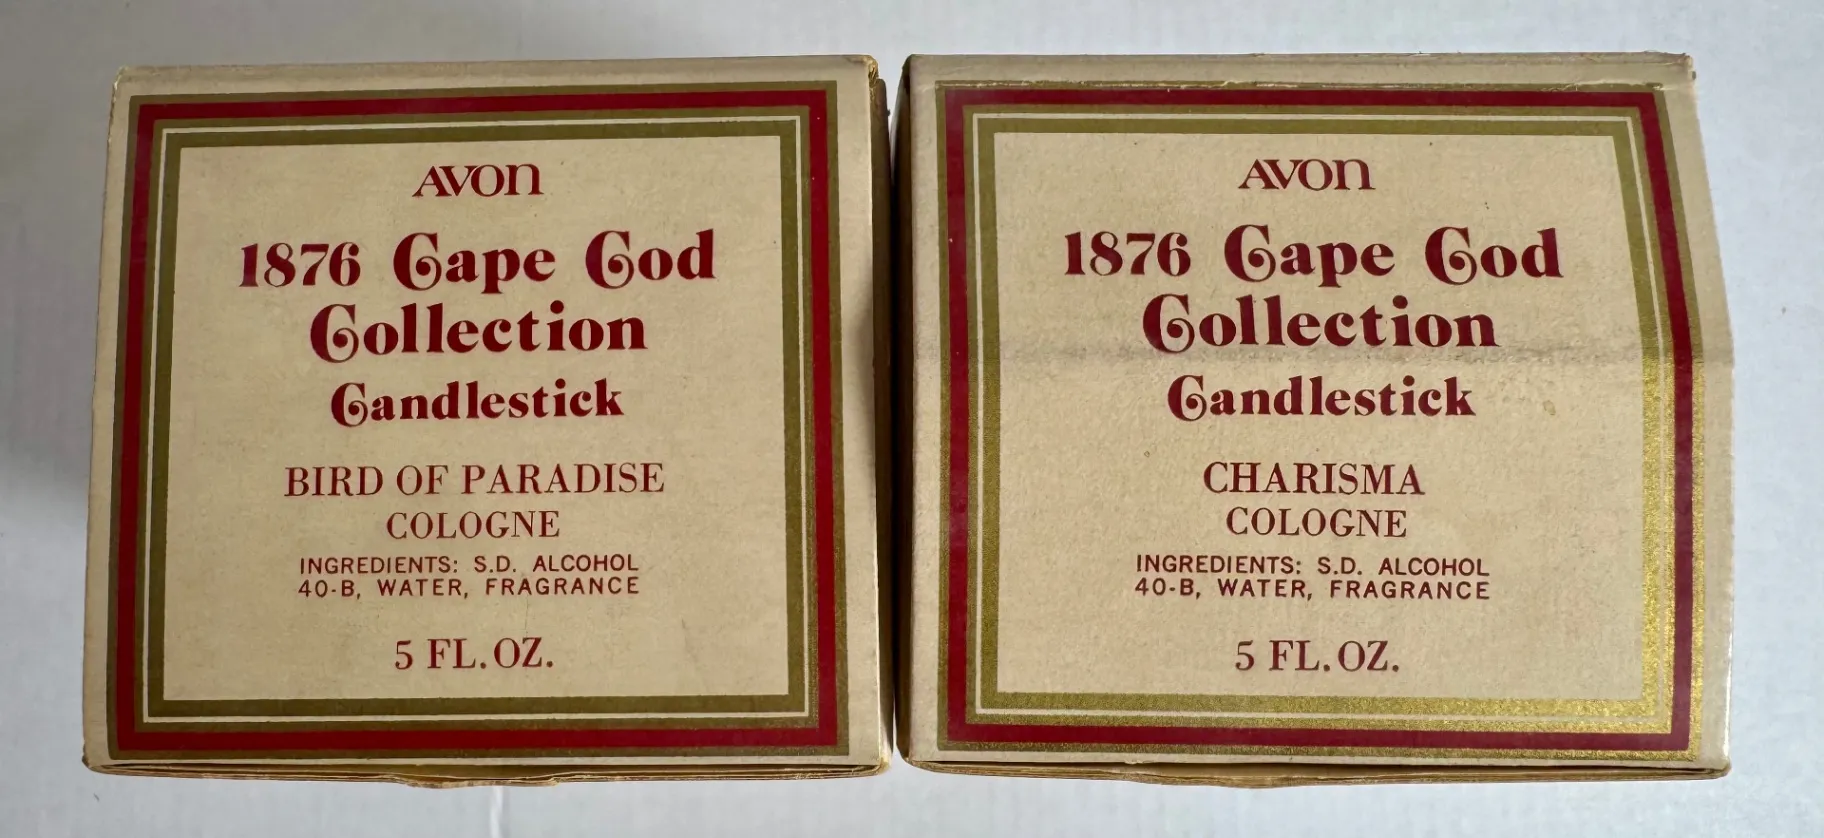 AVON
1876 Cape Cod
Collection
Candlestick
BIRD OF PARADISE
COLOGNE
INGREDIENTS: S.D. ALCOHOL
40-B, WATER, FRAGRANCE
5 FL. OZ.
AVON
1876 Cape Cod
Collection
Candlestick
CHARISMA
COLOGNE
INGREDIENTS: S.D. ALCOHOL
40-B, WATER, FRAGRANCE
5 FL. OZ.